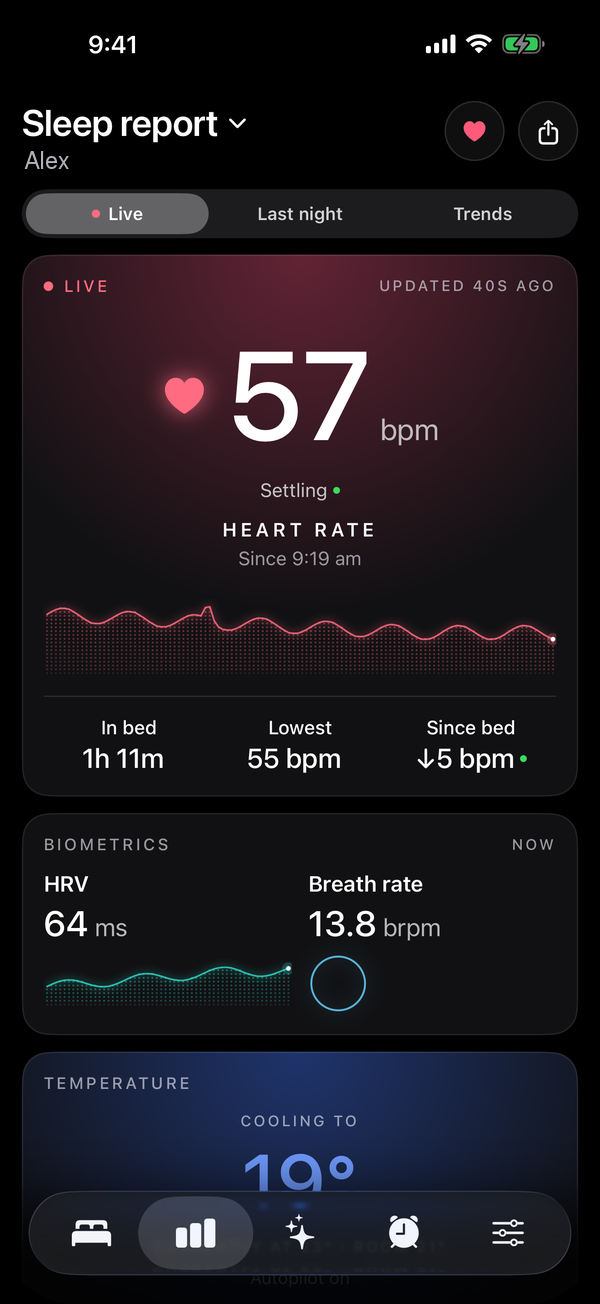 9:41
Sleep report
Alex
Live
Last night
Trends
LIVE
UPDATED 40S AGO
57 bpm
Settling
HEART RATE
Since 9:19 am
In bed
Lowest
Since bed
1h 11m
55 bpm
↓5 bpm
BIOMETRICS
NOW
HRV
Breath rate
64 ms
13.8 brpm
TEMPERATURE
COOLING TO
19°
Autopilot on